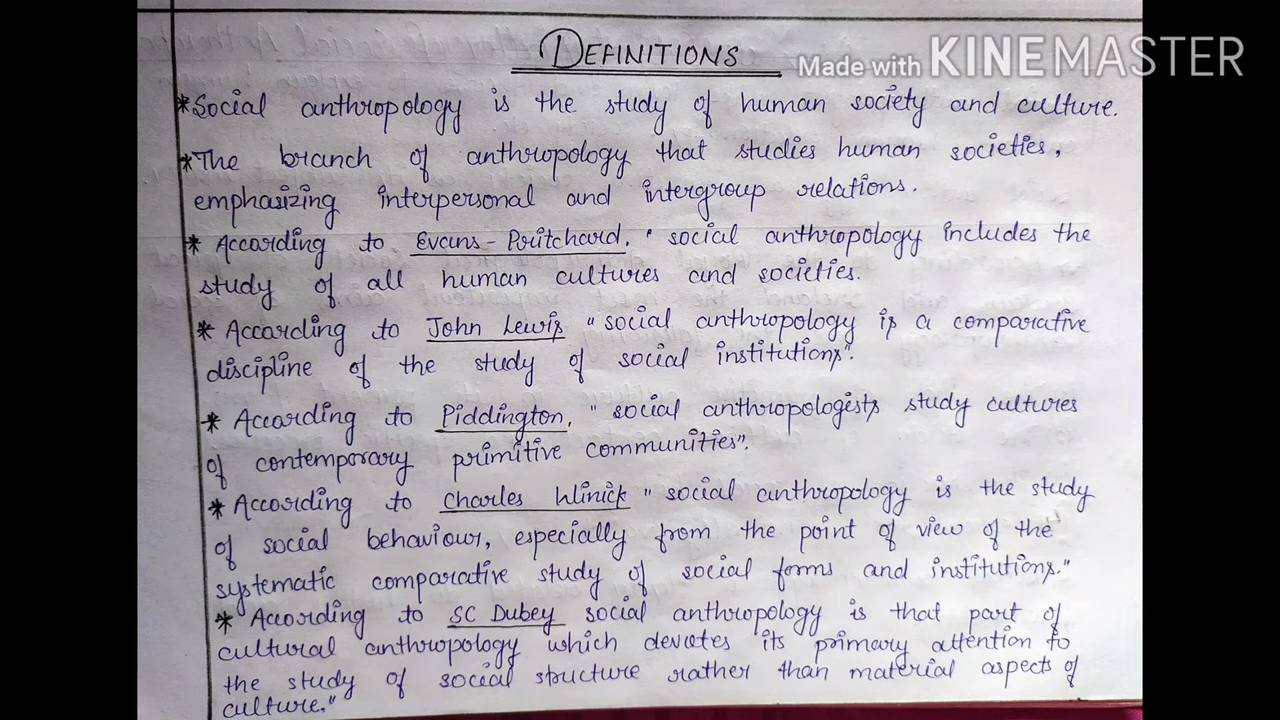 DEFINITIONS
Made with KINEMASTER
*Social anthropology is the study of human society and culture.
*The branch of anthropology that studies human societies,
emphasizing interpersonal and intergroup relations.
* According to Evans-Pritchard, " social anthropology includes the
study of all human cultures and societies.
* According to John Lewis "social anthropology is a comparative
discipline of the study of social institutions".
* According to Piddington, "social anthropologists study cultures
of contemporary primitive communities".
* According to Charles Winick "social anthropology is the study
of social behaviour, especially from the point of view of the
systematic comparative study of social forms and institutions."
* According to SC Dubey social anthropology is that part of
cultural anthropology which devotes its primary attention to
the study of social structure rather than material aspects of
culture."